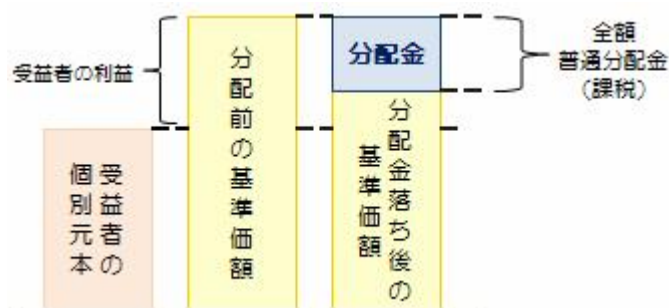 受益者の利益
受益者の
個別元本
分配前の基準価額
分配金
分配金落ち後の
基準価額
全額
普通分配金
(課税)